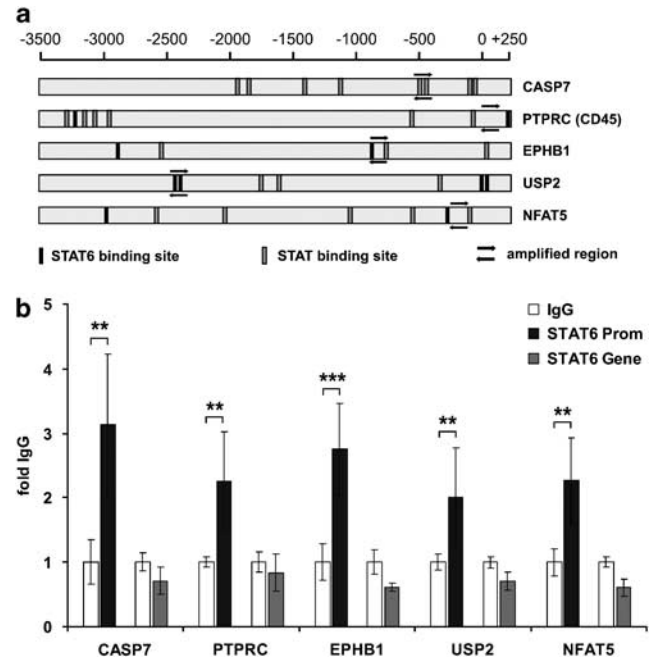 a
-3500 -3000 -2000 -1500 -1000 -500 0 +250
CASP7
PTPRC (CD45)
EPHB1
USP2
NFAT5
STAT6 binding site STAT binding site amplified region
b
fold IgG
5
4
3
2
1
0
IgG
STAT6 Prom
STAT6 Gene
** ** *** ** **
CASP7 PTPRC EPHB1 USP2 NFAT5